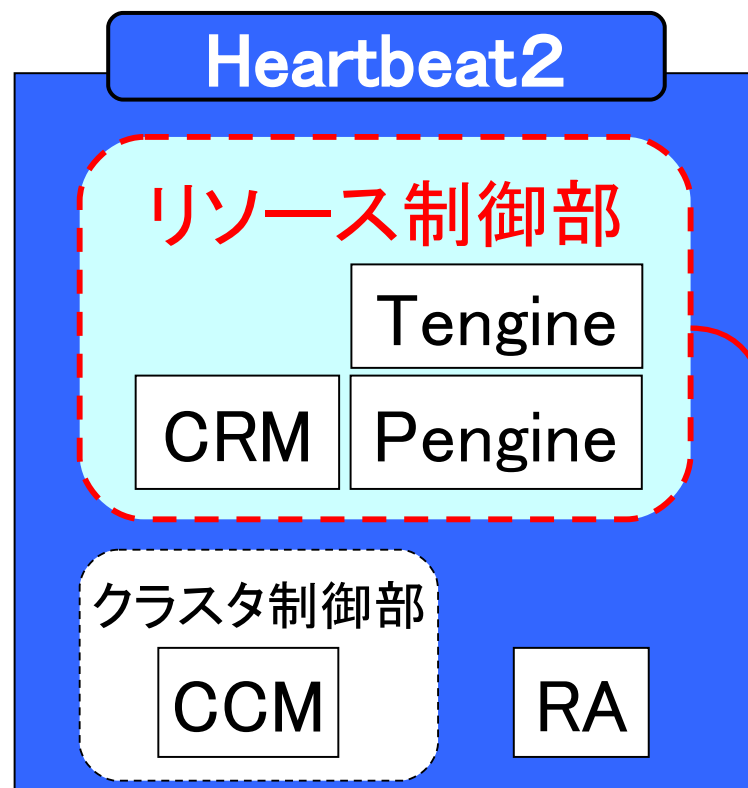 Heartbeat２
リソース制御部
Tengine
CRM
Pengine
クラスタ制御部
CCM
RA